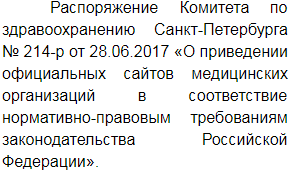 Распоряжение Комитета по
здравоохранению Санкт-Петербурга
№ 214-р от 28.06.2017 «О приведении
официальных сайтов медицинских
организаций в соответствие
нормативно-правовым требованиям
законодательства Российской
Федерации».